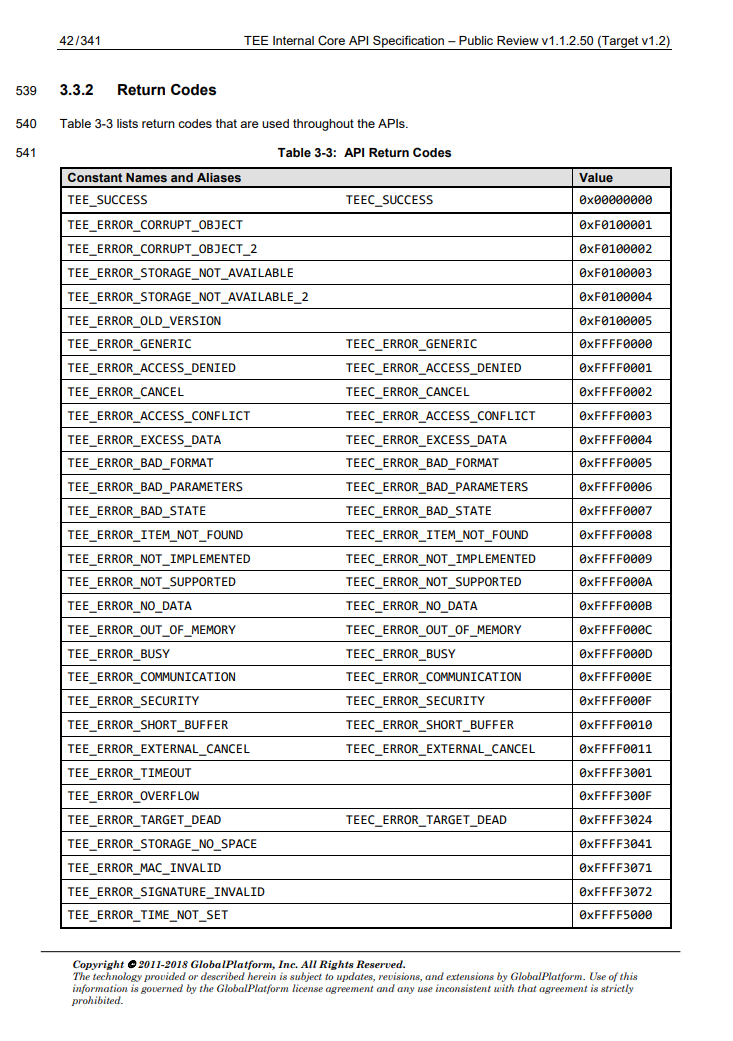 42/341 TEE Internal Core API Specification – Public Review v1.1.2.50 (Target v1.2)
539 3.3.2 Return Codes
540 Table 3-3 lists return codes that are used throughout the APIs.
541 Table 3-3: API Return Codes
Constant Names and Aliases Value
TEE_SUCCESS TEEC_SUCCESS 0x00000000
TEE_ERROR_CORRUPT_OBJECT 0xF0100001
TEE_ERROR_CORRUPT_OBJECT_2 0xF0100002
TEE_ERROR_STORAGE_NOT_AVAILABLE 0xF0100003
TEE_ERROR_STORAGE_NOT_AVAILABLE_2 0xF0100004
TEE_ERROR_OLD_VERSION 0xF0100005
TEE_ERROR_GENERIC TEEC_ERROR_GENERIC 0xFFFF0000
TEE_ERROR_ACCESS_DENIED TEEC_ERROR_ACCESS_DENIED 0xFFFF0001
TEE_ERROR_CANCEL TEEC_ERROR_CANCEL 0xFFFF0002
TEE_ERROR_ACCESS_CONFLICT TEEC_ERROR_ACCESS_CONFLICT 0xFFFF0003
TEE_ERROR_EXCESS_DATA TEEC_ERROR_EXCESS_DATA 0xFFFF0004
TEE_ERROR_BAD_FORMAT TEEC_ERROR_BAD_FORMAT 0xFFFF0005
TEE_ERROR_BAD_PARAMETERS TEEC_ERROR_BAD_PARAMETERS 0xFFFF0006
TEE_ERROR_BAD_STATE TEEC_ERROR_BAD_STATE 0xFFFF0007
TEE_ERROR_ITEM_NOT_FOUND TEEC_ERROR_ITEM_NOT_FOUND 0xFFFF0008
TEE_ERROR_NOT_IMPLEMENTED TEEC_ERROR_NOT_IMPLEMENTED 0xFFFF0009
TEE_ERROR_NOT_SUPPORTED TEEC_ERROR_NOT_SUPPORTED 0xFFFF000A
TEE_ERROR_NO_DATA TEEC_ERROR_NO_DATA 0xFFFF000B
TEE_ERROR_OUT_OF_MEMORY TEEC_ERROR_OUT_OF_MEMORY 0xFFFF000C
TEE_ERROR_BUSY TEEC_ERROR_BUSY 0xFFFF000D
TEE_ERROR_COMMUNICATION TEEC_ERROR_COMMUNICATION 0xFFFF000E
TEE_ERROR_SECURITY TEEC_ERROR_SECURITY 0xFFFF000F
TEE_ERROR_SHORT_BUFFER TEEC_ERROR_SHORT_BUFFER 0xFFFF0010
TEE_ERROR_EXTERNAL_CANCEL TEEC_ERROR_EXTERNAL_CANCEL 0xFFFF0011
TEE_ERROR_TIMEOUT 0xFFFF3001
TEE_ERROR_OVERFLOW 0xFFFF300F
TEE_ERROR_TARGET_DEAD TEEC_ERROR_TARGET_DEAD 0xFFFF3024
TEE_ERROR_STORAGE_NO_SPACE 0xFFFF3041
TEE_ERROR_MAC_INVALID 0xFFFF3071
TEE_ERROR_SIGNATURE_INVALID 0xFFFF3072
TEE_ERROR_TIME_NOT_SET 0xFFFF5000
Copyright © 2011-2018 GlobalPlatform, Inc. All Rights Reserved.
The technology provided or described herein is subject to updates, revisions, and extensions by GlobalPlatform. Use of this
information is governed by the GlobalPlatform license agreement and any use inconsistent with that agreement is strictly
prohibited.